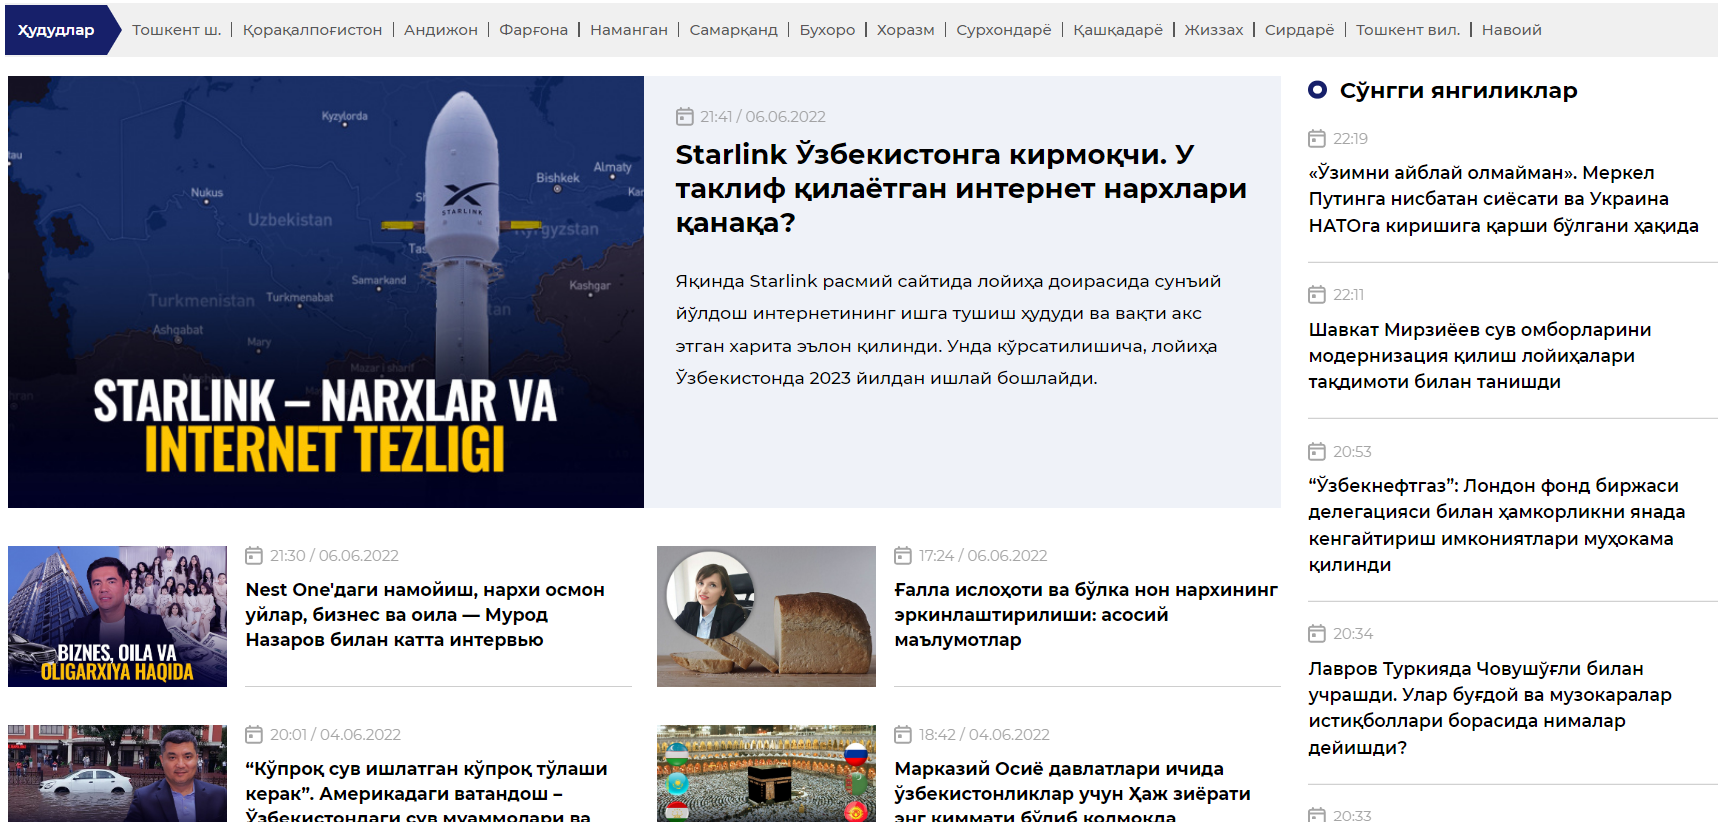 Ҳудудлар
Тошкент ш. | Қорақалпоғистон | Андижон | Фарғона | Наманган | Самарқанд | Бухоро | Хоразм | Сурхондарё | Қашқадарё | Жиззах | Сирдарё | Тошкент вил. | Навоий
Kyzylorda
Almaty
Bishkek
Nukus
Uzbekistan
Kyrgyzstan
STARLINK
Samarkand
Kashgar
Turkmenistan
Turkmenabat
Ashgabat
Mary
Mazar i sharif
STARLINK – NARXLAR VA
INTERNET TEZLIGI
21:41 / 06.06.2022
Starlink Ўзбекистонга кирмоқчи. У
таклиф қилаётган интернет нархлари
қанақа?
Яқинда Starlink расмий сайтида лойиҳа доирасида сунъий
йўлдош интернетининг ишга тушиш ҳудуди ва вақти акс
этган харита эълон қилинди. Унда кўрсатилишича, лойиҳа
Ўзбекистонда 2023 йилдан ишлай бошлайди.
BIZNES, OILA VA
OLIGARXIYA HAQIDA
21:30 / 06.06.2022
Nest One'даги намойиш, нархи осмон
уйлар, бизнес ва оила — Мурод
Назаров билан катта интервью
17:24 / 06.06.2022
Ғалла ислоҳоти ва бўлка нон нархининг
эркинлаштирилиши: асосий
маълумотлар
20:01 / 04.06.2022
“Кўпроқ сув ишлатган кўпроқ тўлаши
керак”. Америкадаги ватандош –
Ўзбекистондаги сув муаммолари ва
18:42 / 04.06.2022
Марказий Осиё давлатлари ичида
ўзбекистонликлар учун Ҳаж зиёрати
энг қиммати бўлиб қолмоқда
Сўнгги янгиликлар
22:19
«Ўзимни айблай олмайман». Меркел
Путинга нисбатан сиёсати ва Украина
НАТОга киришига қарши бўлгани ҳақида
22:11
Шавкат Мирзиёев сув омборларини
модернизация қилиш лойиҳалари
тақдимоти билан танишди
20:53
“Ўзбекнефтгаз”: Лондон фонд биржаси
делегацияси билан ҳамкорликни янада
кенгайтириш имкониятлари муҳокама
қилинди
20:34
Лавров Туркияда Човушўғли билан
учрашди. Улар буғдой ва музокаралар
истиқболлари борасида нималар
дейишди?
20:33